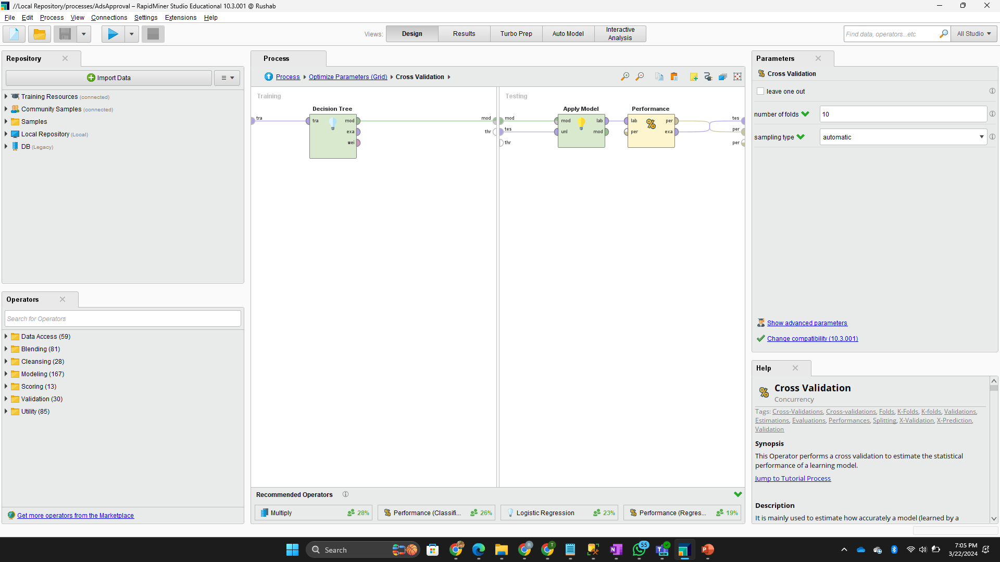 //Local Repository/processes/AdsApproval – RapidMiner Studio Educational 10.3.001 @ Rushab
File Edit Process View Connections Settings Extensions Help
Views: Design Results Turbo Prep Auto Model Interactive Analysis
Find data, operators...etc All Studio
Repository
Import Data
Training Resources (connected)
Community Samples (connected)
Samples
Local Repository (Local)
DB (Legacy)
Operators
Search for Operators
Data Access (59)
Blending (81)
Cleansing (28)
Modeling (167)
Scoring (13)
Validation (30)
Utility (85)
Get more operators from the Marketplace
Process
Process Optimize Parameters (Grid) Cross Validation
Training
Decision Tree
tra tra mod mod
exa thr
wei
Testing
Apply Model Performance
mod mod lab lab per tes
tes unl mod per exa per
thr per
Recommended Operators
Multiply 28% Performance (Classifi... 26% Logistic Regression 23% Performance (Regres... 19%
Parameters
Cross Validation
leave one out
number of folds 10
sampling type automatic
Show advanced parameters
Change compatibility (10.3.001)
Help
Cross Validation
Concurrency
Tags: Cross-Validations, Cross-validations, Folds, K-Folds, K-folds, Validations,
Estimations, Evaluations, Performances, Splitting, X-Validation, X-Prediction,
Validation
Synopsis
This Operator performs a cross validation to estimate the statistical
performance of a learning model.
Jump to Tutorial Process
Description
It is mainly used to estimate how accurately a model (learned by a
Search
R
T
55
NEW
7:05 PM
3/22/2024